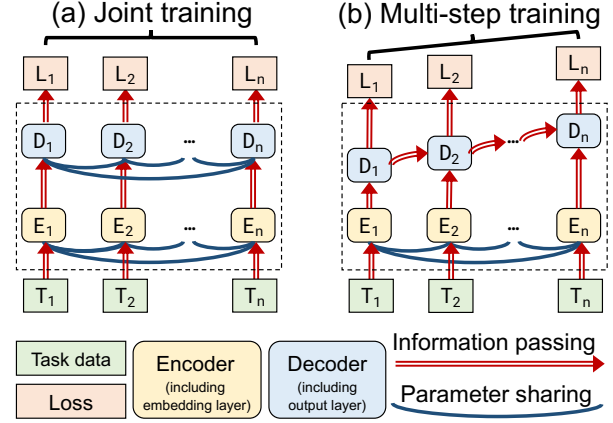 (a) Joint training
(b) Multi-step training
L1 L2 Ln
L1 L2 Ln
D1 D2 ... Dn
D1 D2 ... Dn
E1 E2 ... En
E1 E2 ... En
T1 T2 Tn
T1 T2 Tn
Task data
Loss
Encoder
(including
embedding layer)
Decoder
(including
output layer)
Information passing
Parameter sharing